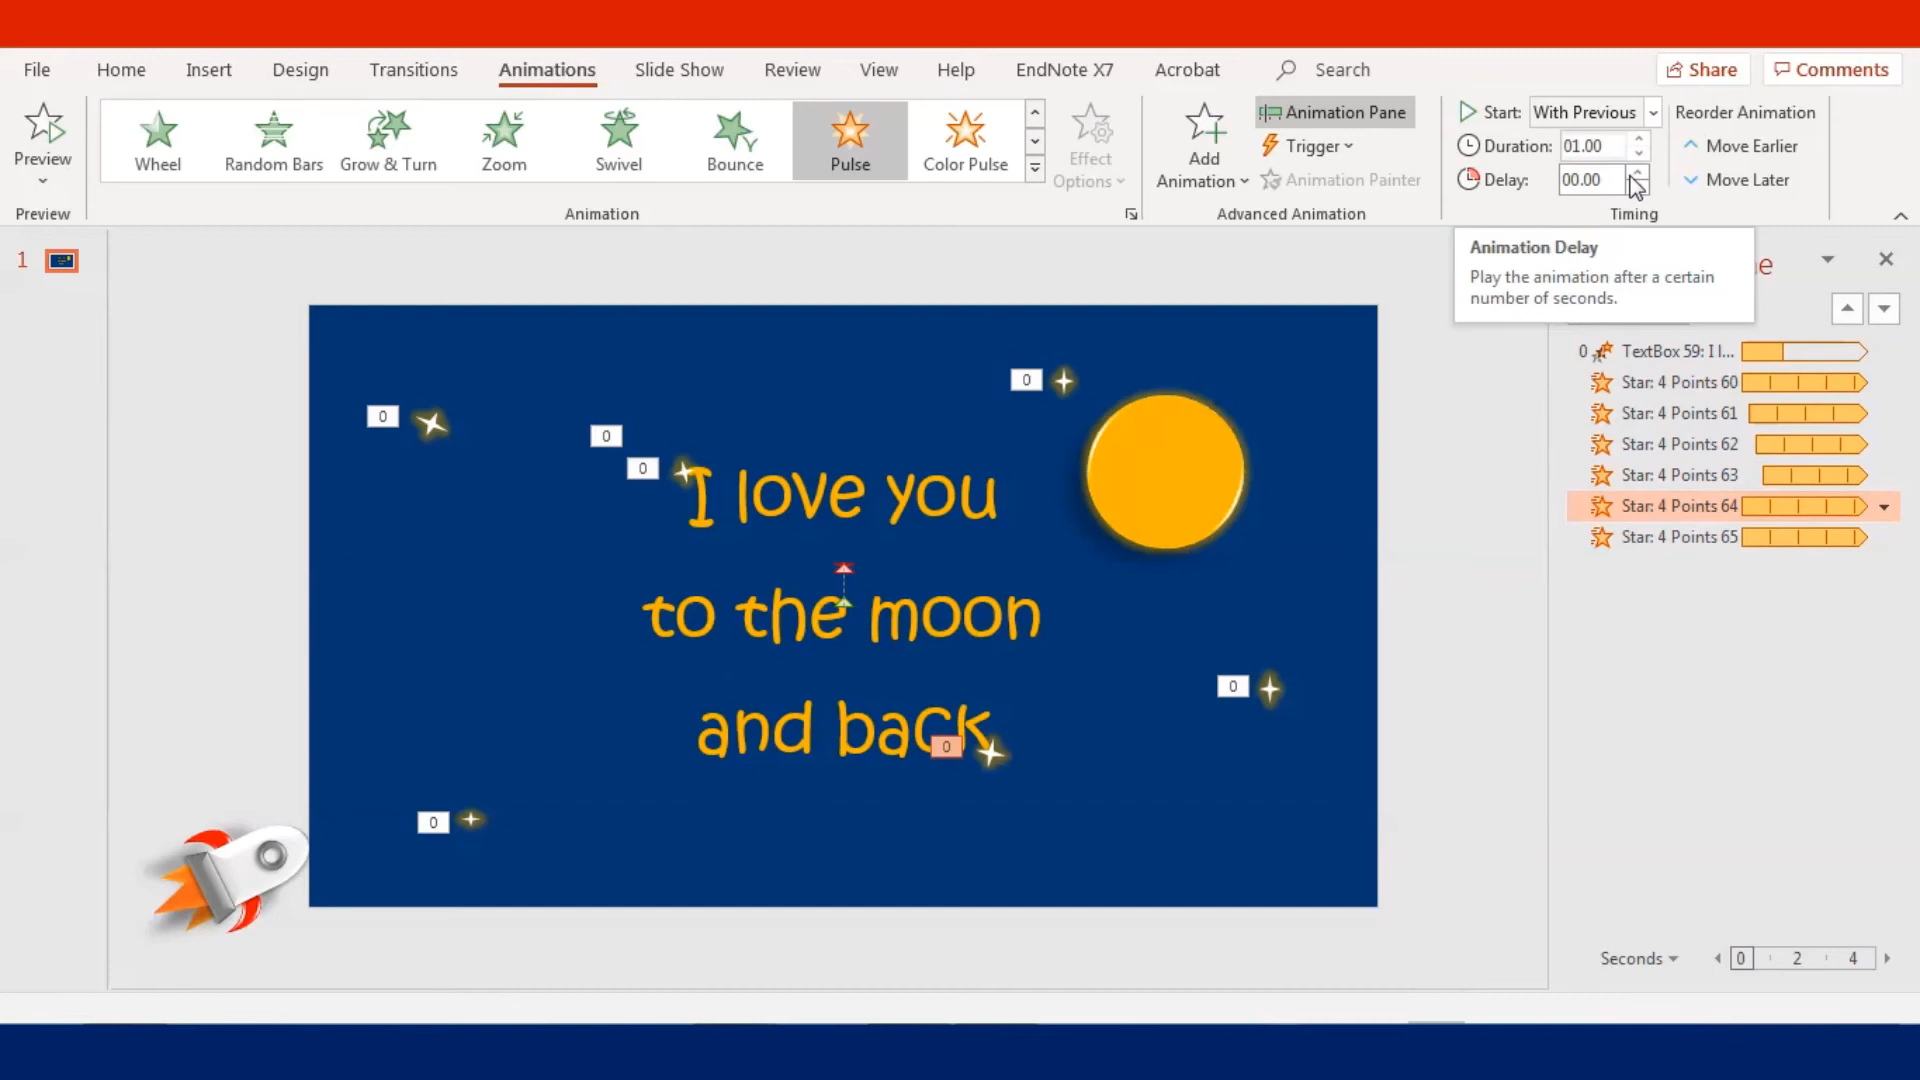 File Home Insert Design Transitions Animations Slide Show Review View Help EndNote X7 Acrobat Search Share Comments
Preview
Wheel Random Bars Grow & Turn Zoom Swivel Bounce Pulse Color Pulse
Effect Options
Add Animation
Animation Pane
Trigger
Animation Painter
Start: With Previous
Duration: 01.00
Delay: 00.00
Reorder Animation
Move Earlier
Move Later
Preview Animation Advanced Animation Timing
Animation Delay
Play the animation after a certain
number of seconds.
e
1
0 TextBox 59: I l...
Star: 4 Points 60
Star: 4 Points 61
Star: 4 Points 62
Star: 4 Points 63
Star: 4 Points 64
Star: 4 Points 65
0
0
0
0
I love you
to the moon
0
and back
0
0
Seconds 0 2 4